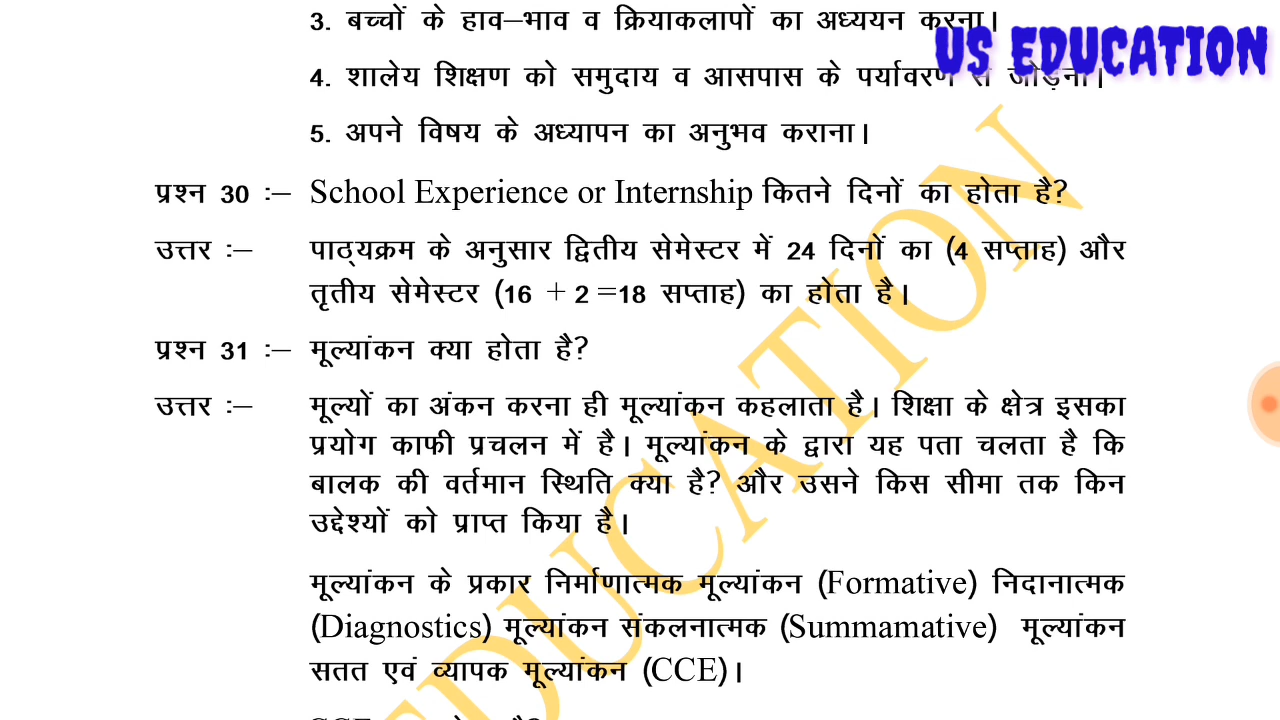 3. बच्चों के हाव–भाव व क्रियाकलापों का अध्ययन करना।
US EDUCATION
4. शालेय शिक्षण को समुदाय व आसपास के पर्यावरण से जोड़ना।
5. अपने विषय के अध्यापन का अनुभव कराना।
प्रश्न 30 :– School Experience or Internship कितने दिनों का होता है?
उत्तर :– पाठ्यक्रम के अनुसार द्वितीय सेमेस्टर में 24 दिनों का (4 सप्ताह) और
तृतीय सेमेस्टर (16 + 2 =18 सप्ताह) का होता है।
प्रश्न 31 :– मूल्यांकन क्या होता है?
उत्तर :– मूल्यों का अंकन करना ही मूल्यांकन कहलाता है। शिक्षा के क्षेत्र इसका
प्रयोग काफी प्रचलन में है। मूल्यांकन के द्वारा यह पता चलता है कि
बालक की वर्तमान स्थिति क्या है? और उसने किस सीमा तक किन
उद्देश्यों को प्राप्त किया है।
मूल्यांकन के प्रकार निर्माणात्मक मूल्यांकन (Formative) निदानात्मक
(Diagnostics) मूल्यांकन संकलनात्मक (Summamative) मूल्यांकन
सतत एवं व्यापक मूल्यांकन (CCE)।
EDUCATION